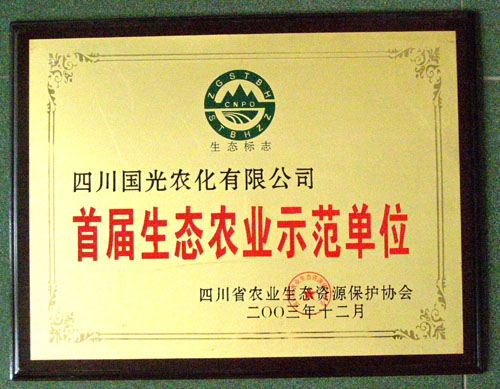 ZGSTBH
CNPO
STBHZZ
生态标志
四川国光农化有限公司
首届生态农业示范单位
四川省农业生态资源保护协会
二〇〇三年十二月